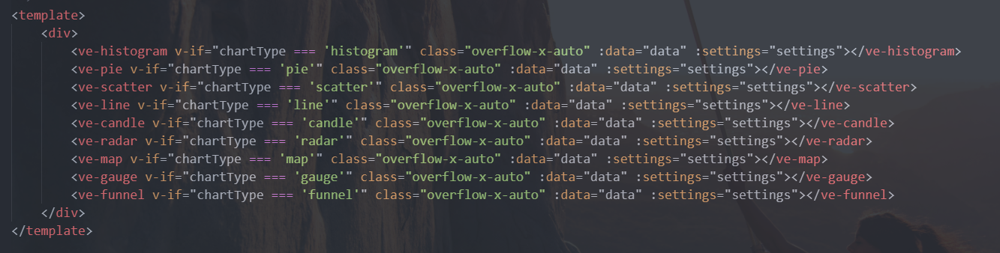 <template>
<div>
<ve-histogram v-if="chartType === 'histogram'" class="overflow-x-auto" :data="data" :settings="settings"></ve-histogram>
<ve-pie v-if="chartType === 'pie'" class="overflow-x-auto" :data="data" :settings="settings"></ve-pie>
<ve-scatter v-if="chartType === 'scatter'" class="overflow-x-auto" :data="data" :settings="settings"></ve-scatter>
<ve-line v-if="chartType === 'line'" class="overflow-x-auto" :data="data" :settings="settings"></ve-line>
<ve-candle v-if="chartType === 'candle'" class="overflow-x-auto" :data="data" :settings="settings"></ve-candle>
<ve-radar v-if="chartType === 'radar'" class="overflow-x-auto" :data="data" :settings="settings"></ve-radar>
<ve-map v-if="chartType === 'map'" class="overflow-x-auto" :data="data" :settings="settings"></ve-map>
<ve-gauge v-if="chartType === 'gauge'" class="overflow-x-auto" :data="data" :settings="settings"></ve-gauge>
<ve-funnel v-if="chartType === 'funnel'" class="overflow-x-auto" :data="data" :settings="settings"></ve-funnel>
</div>
</template>